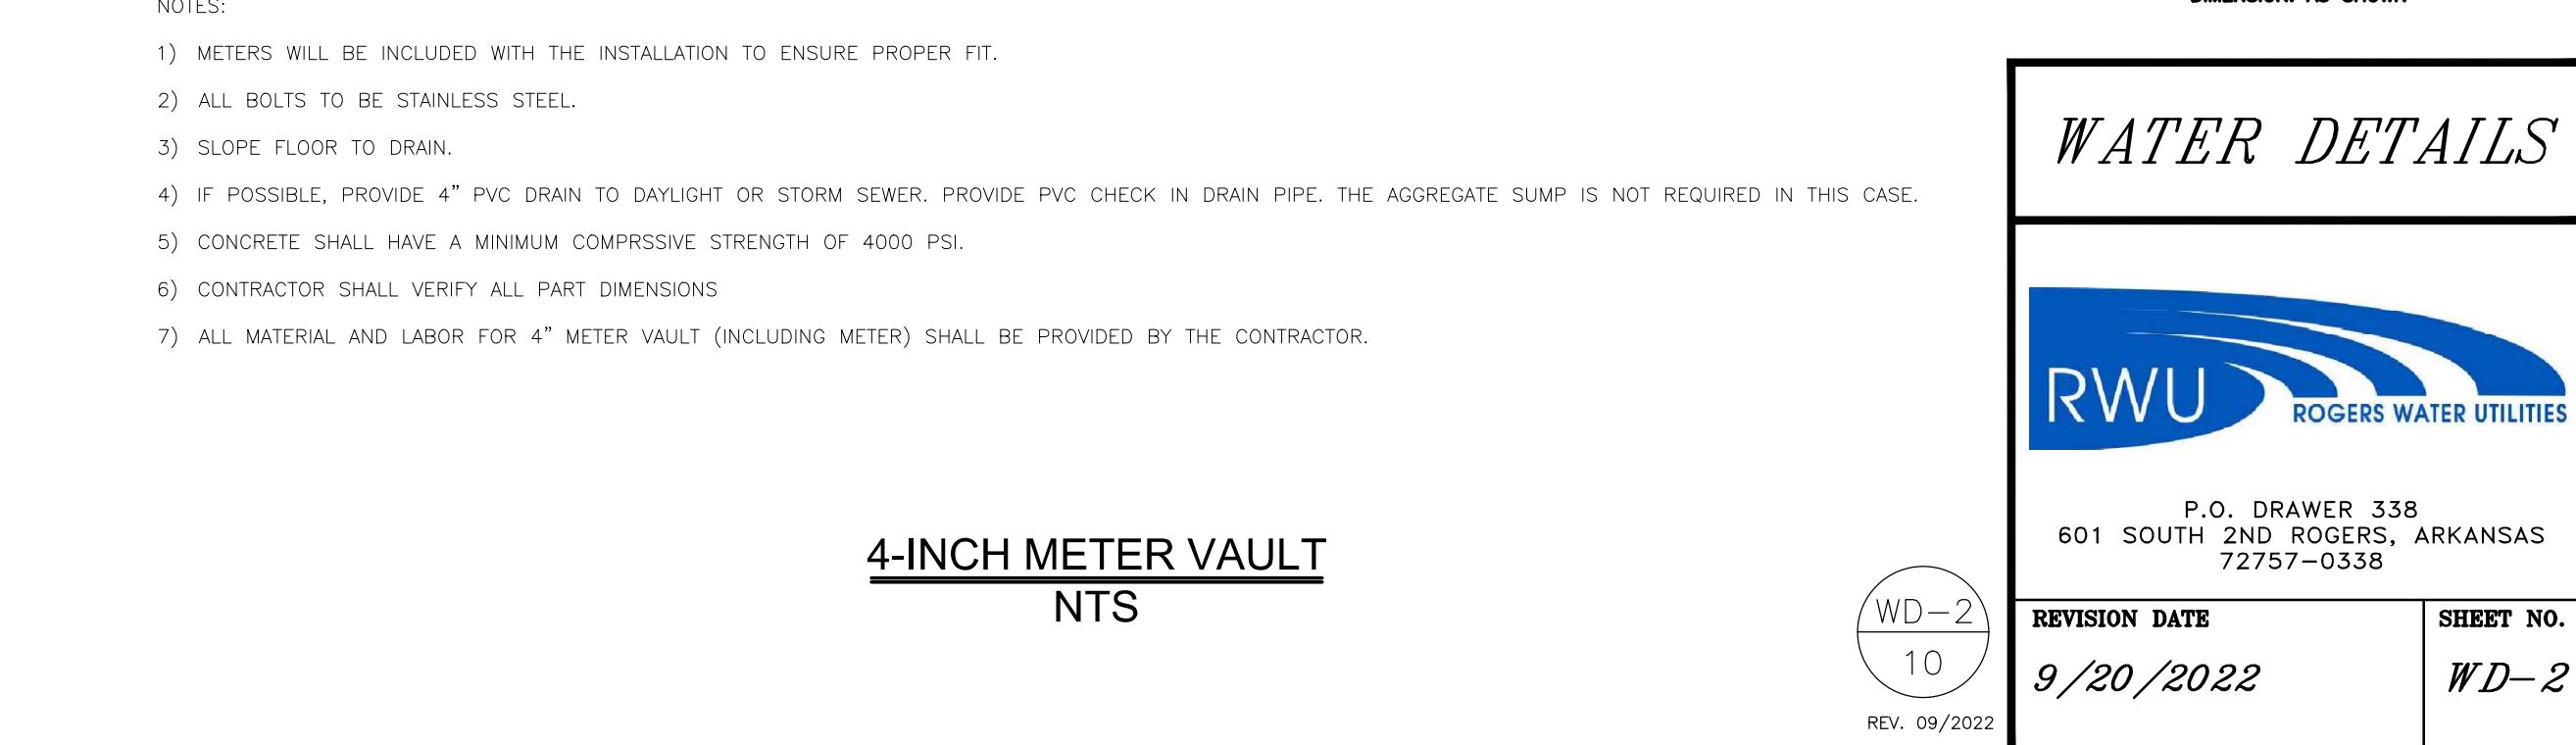 NOTES:
1) METERS WILL BE INCLUDED WITH THE INSTALLATION TO ENSURE PROPER FIT.
2) ALL BOLTS TO BE STAINLESS STEEL.
3) SLOPE FLOOR TO DRAIN.
4) IF POSSIBLE, PROVIDE 4” PVC DRAIN TO DAYLIGHT OR STORM SEWER. PROVIDE PVC CHECK IN DRAIN PIPE. THE AGGREGATE SUMP IS NOT REQUIRED IN THIS CASE.
5) CONCRETE SHALL HAVE A MINIMUM COMPRSSIVE STRENGTH OF 4000 PSI.
6) CONTRACTOR SHALL VERIFY ALL PART DIMENSIONS
7) ALL MATERIAL AND LABOR FOR 4” METER VAULT (INCLUDING METER) SHALL BE PROVIDED BY THE CONTRACTOR.
4-INCH METER VAULT
NTS
WD-2
10
REV. 09/2022
DIMENSION: AS SHOWN
WATER DETAILS
RWU
ROGERS WATER UTILITIES
P.O. DRAWER 338
601 SOUTH 2ND ROGERS, ARKANSAS
72757-0338
REVISION DATE
9/20/2022
SHEET NO.
WD-2